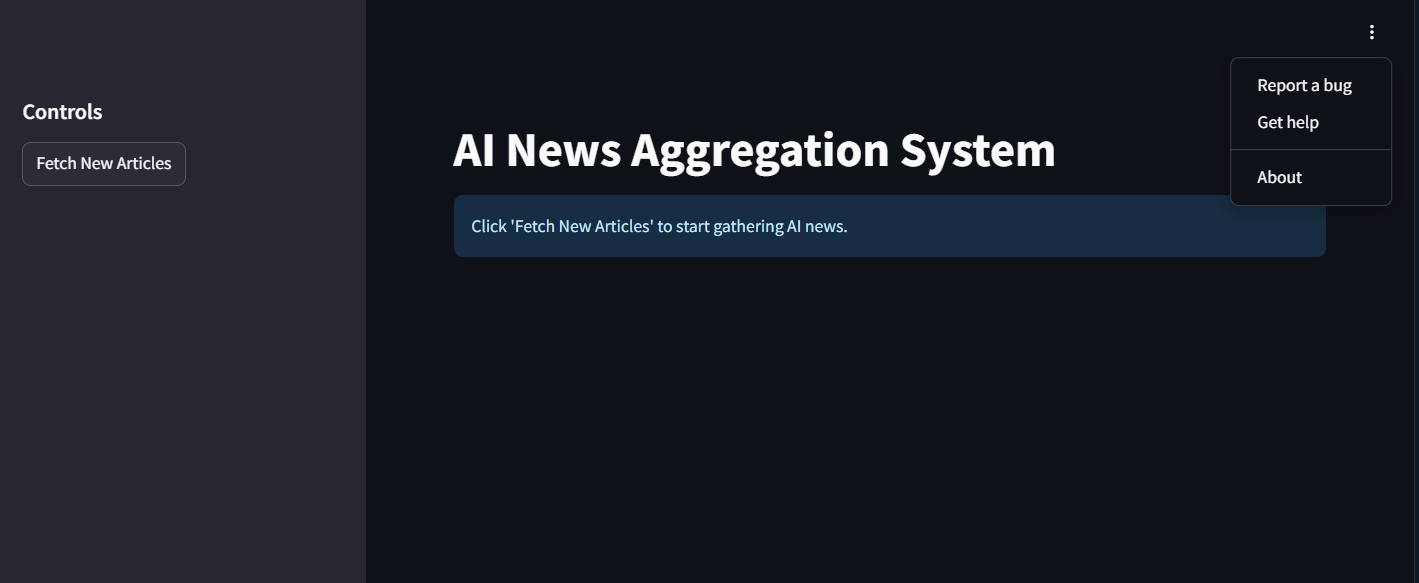 Controls
Fetch New Articles
AI News Aggregation System
Click 'Fetch New Articles' to start gathering AI news.
Report a bug
Get help
About